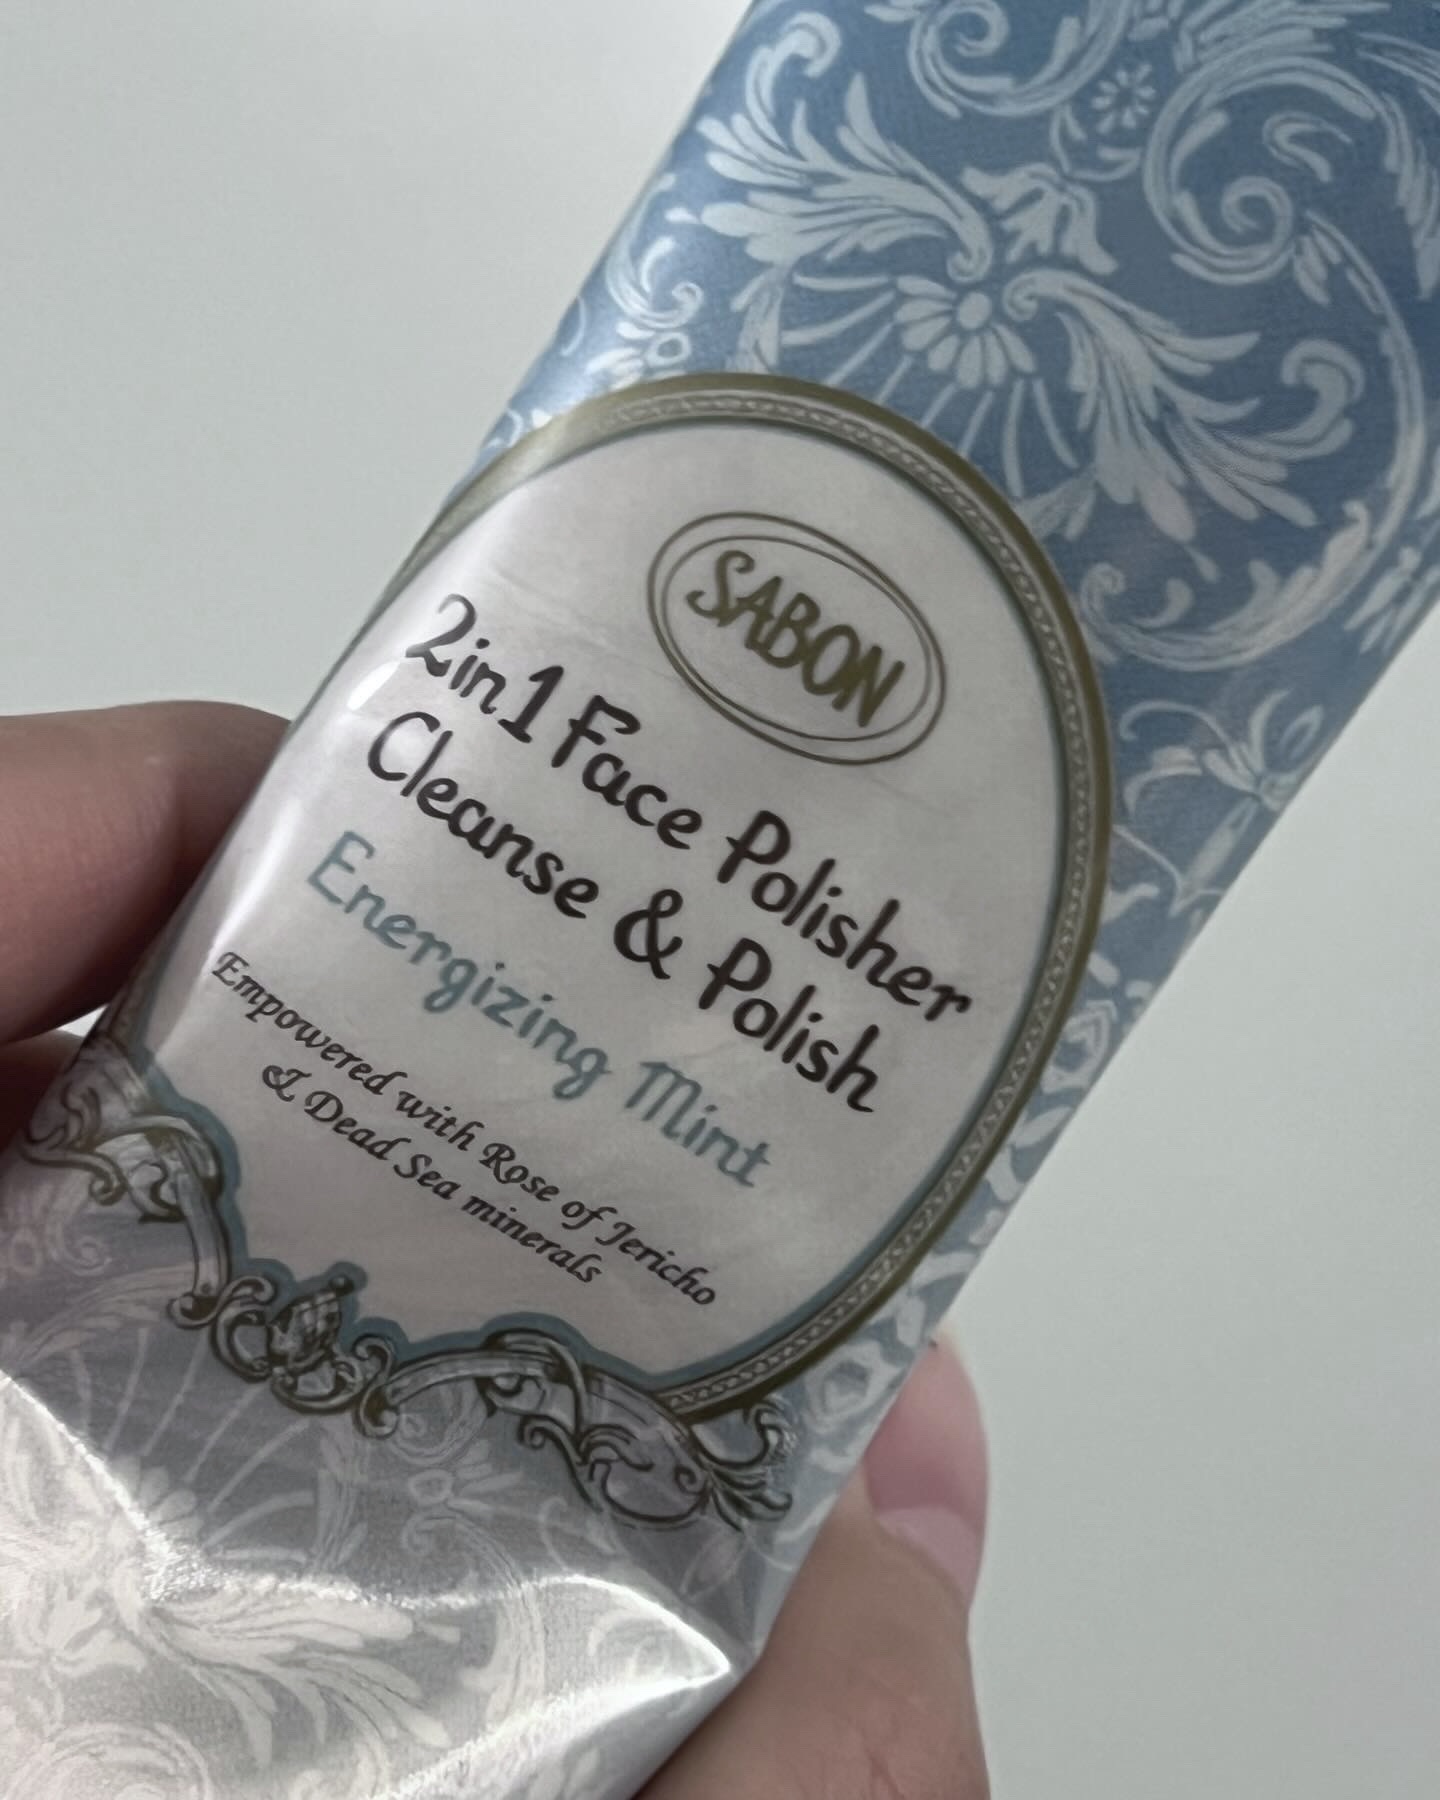 SABON
2in1 Face Polisher
Cleanse & Polish
Energizing Mint
Empowered with Rose of Jericho
& Dead Sea minerals